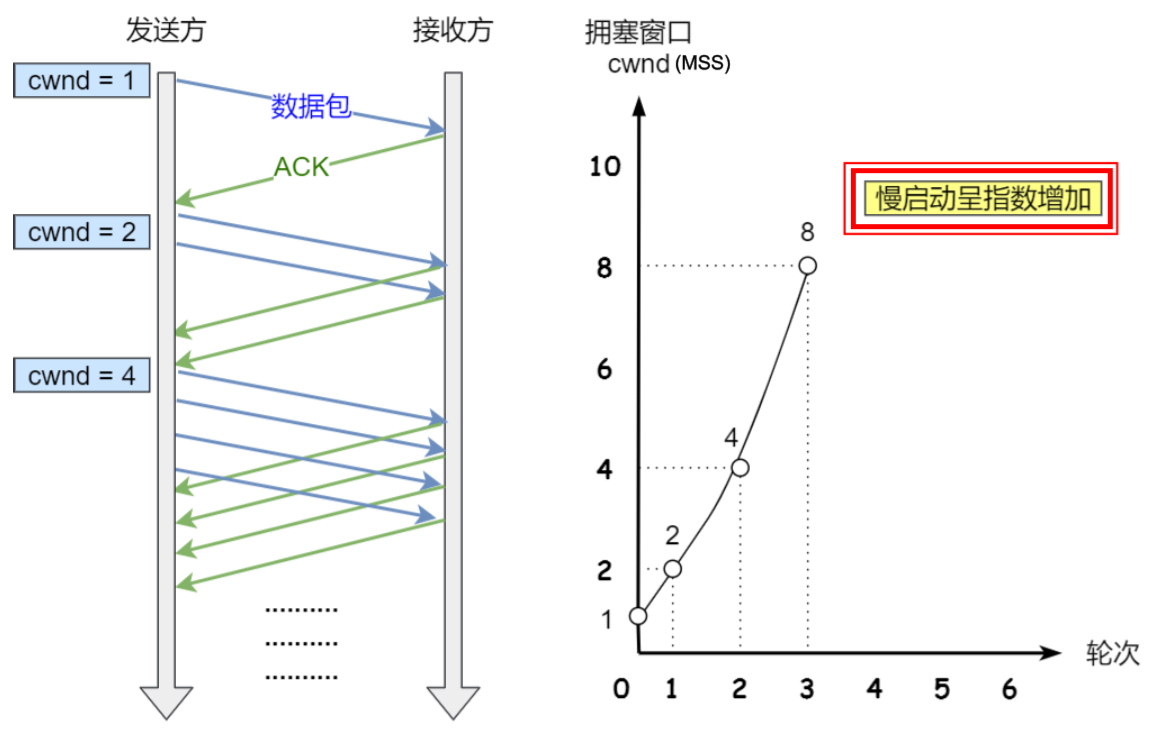 发送方
接收方
cwnd = 1
数据包
ACK
cwnd = 2
cwnd = 4
..........
..........
..........
拥塞窗口
cwnd (MSS)
慢启动呈指数增加
10
8
8
6
4
4
2
2
1
轮次
0 1 2 3 4 5 6